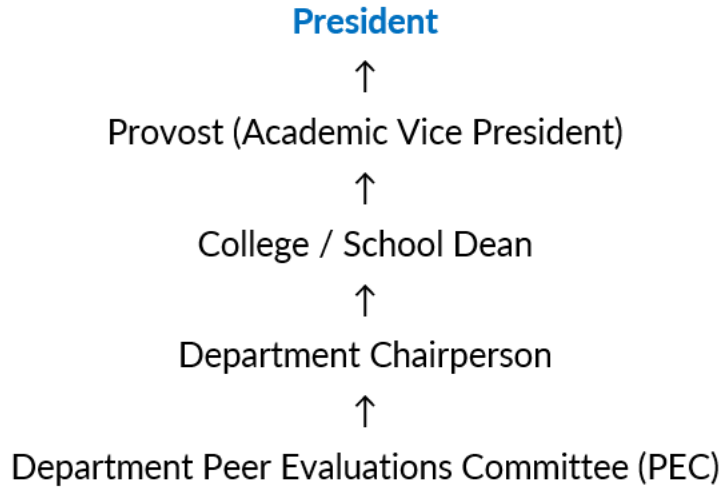 President
↑
Provost (Academic Vice President)
↑
College / School Dean
↑
Department Chairperson
↑
Department Peer Evaluations Committee (PEC)